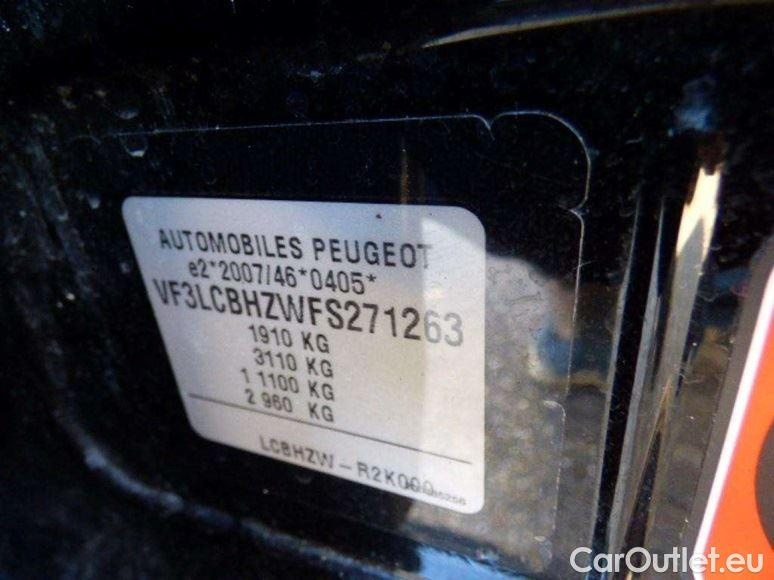 AUTOMOBILES PEUGEOT
e2*2007/46*0405*
VF3LCBHZWFS271263
1910 KG
3110 KG
1 1100 KG
2 960 KG
LCBHZW-R2K000
CarOutlet.eu